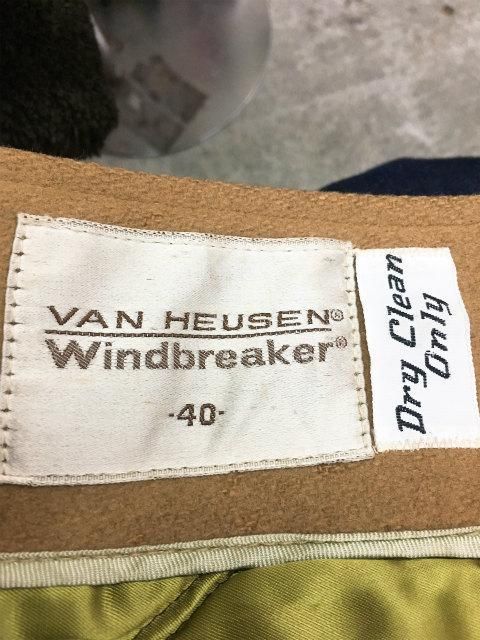 VAN HEUSEN®
Windbreaker®
-40-
Dry Clean
Only